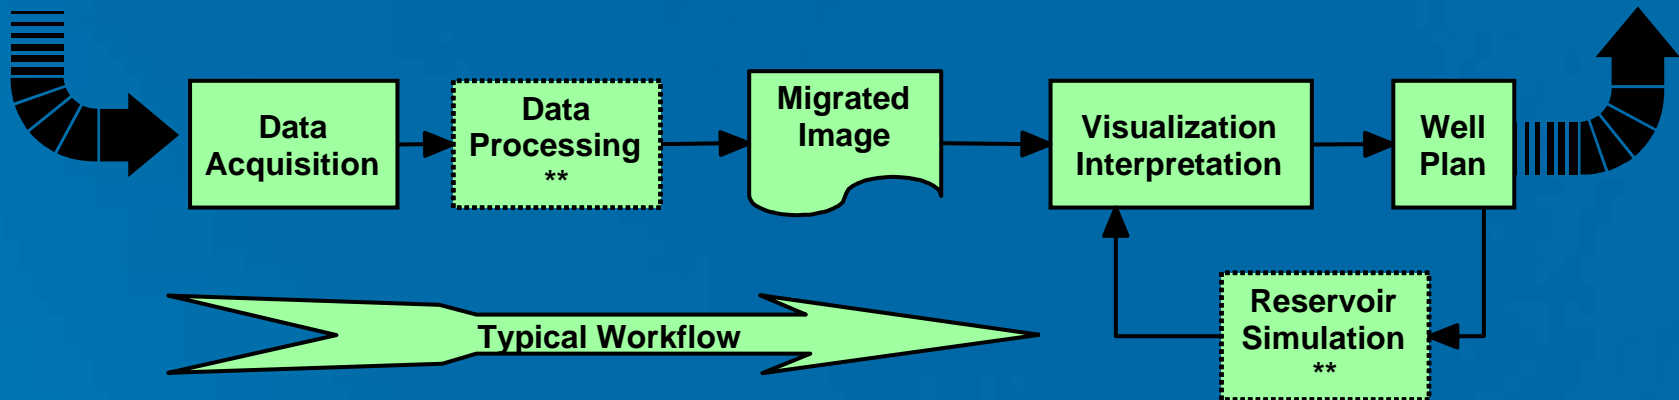 Data
Acquisition
Data
Processing
**
Migrated
Image
Visualization
Interpretation
Well
Plan
Typical Workflow
Reservoir
Simulation
**